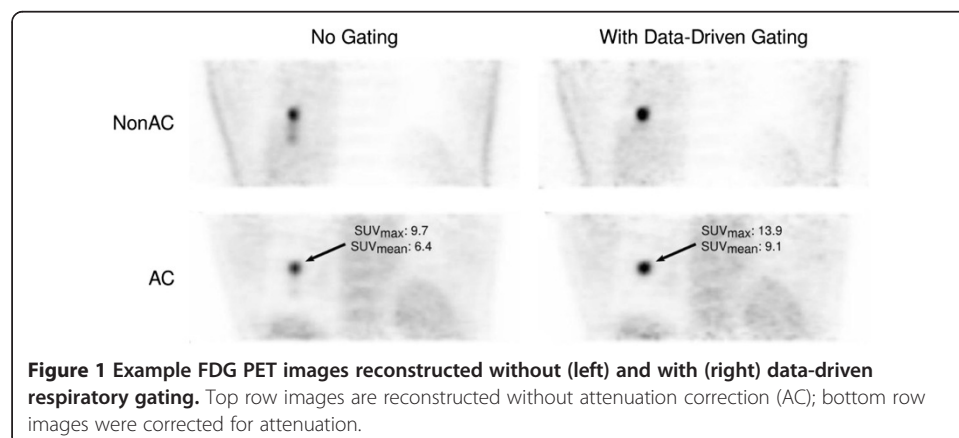 No Gating
With Data-Driven Gating
NonAC
AC
SUVmax: 9.7
SUVmean: 6.4
SUVmax: 13.9
SUVmean: 9.1
Figure 1 Example FDG PET images reconstructed without (left) and with (right) data-driven
respiratory gating. Top row images are reconstructed without attenuation correction (AC); bottom row
images were corrected for attenuation.